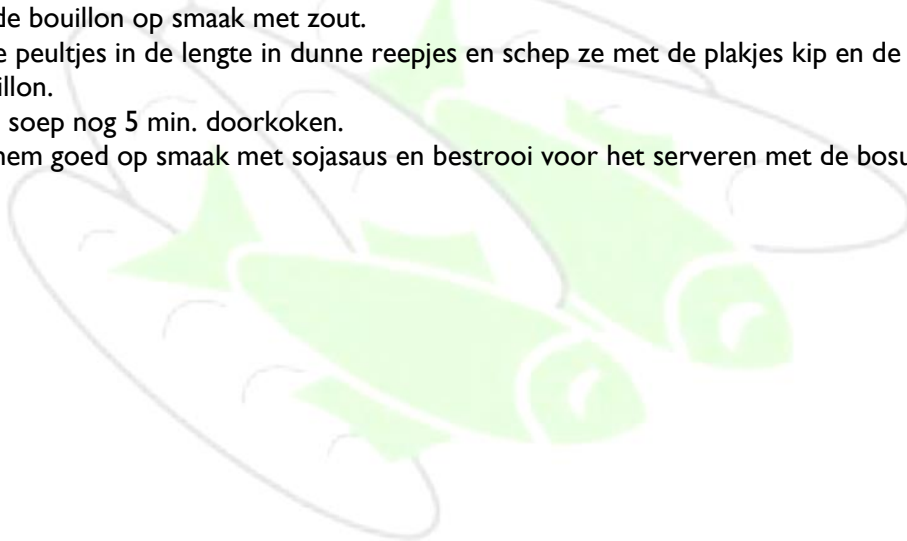 de bouillon op smaak met zout.
e peultjes in de lengte in dunne reepjes en schep ze met de plakjes kip en de
illon.
soep nog 5 min. doorkoken.
nem goed op smaak met sojasaus en bestrooi voor het serveren met de bosu